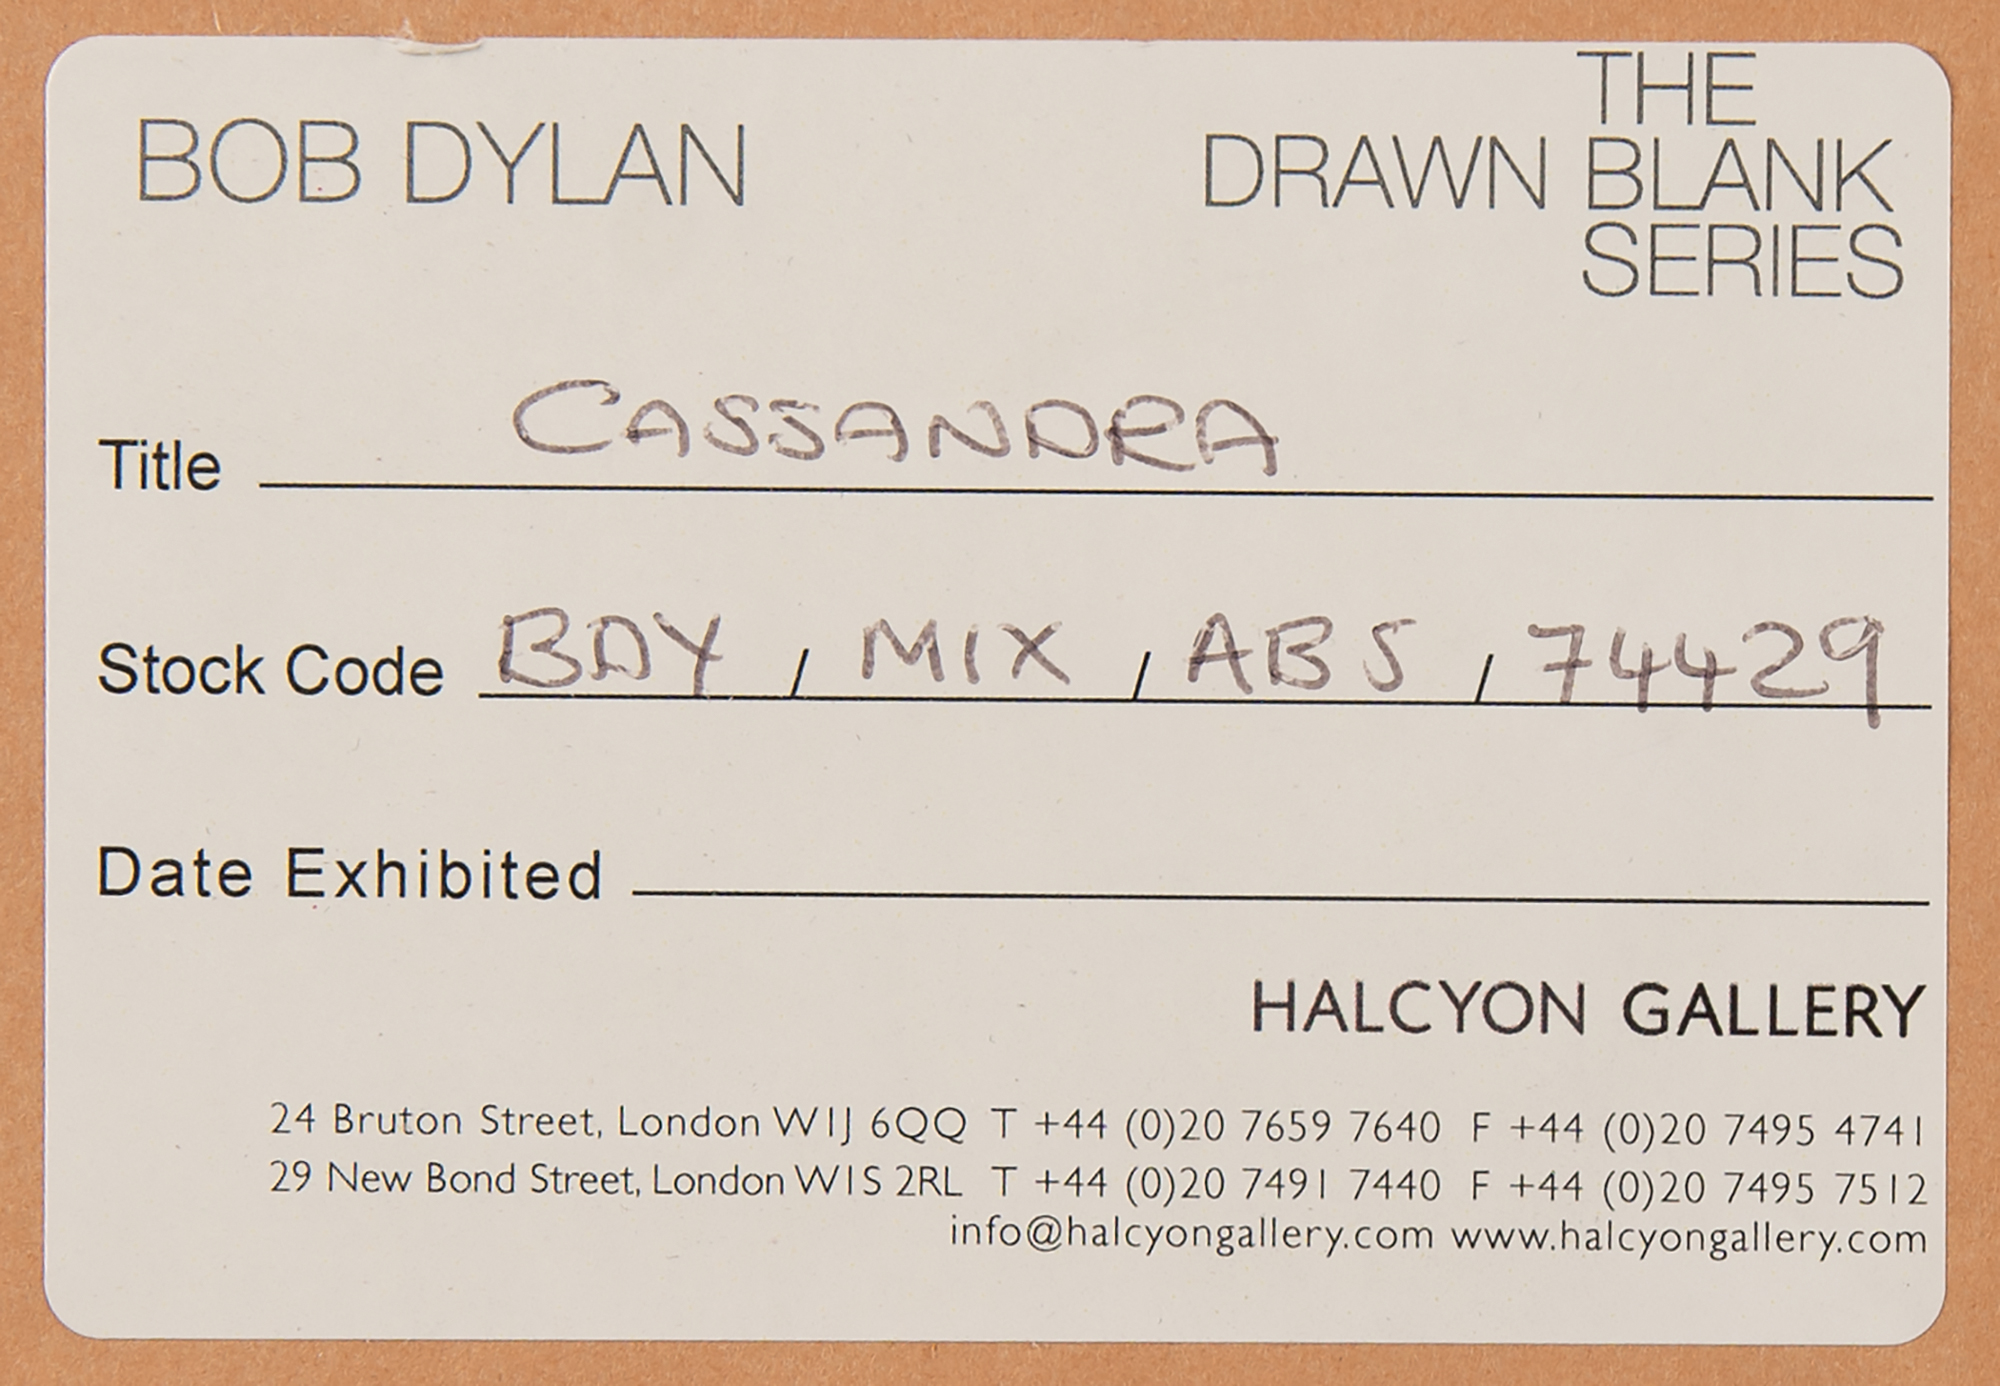 BOB DYLAN
THE
DRAWN BLANK
SERIES
Title CASSANDRA
Stock Code BDY / MIX / ABS / 74429
Date Exhibited
HALCYON GALLERY
24 Bruton Street, London W1J 6QQ T +44 (0)20 7659 7640 F +44 (0)20 7495 4741
29 New Bond Street, London W1S 2RL T +44 (0)20 7491 7440 F +44 (0)20 7495 7512
info@halcyongallery.com www.halcyongallery.com